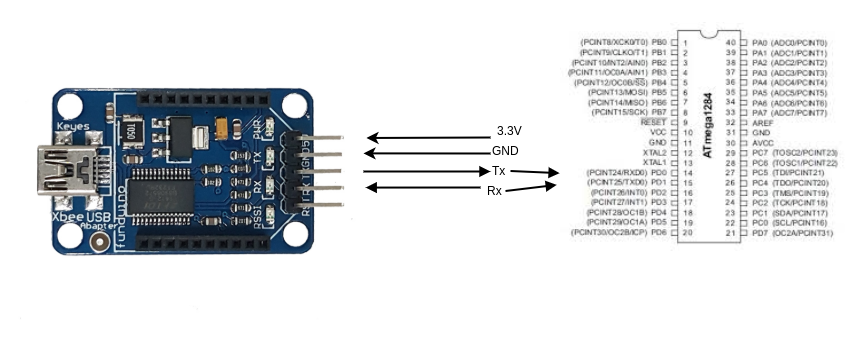 Keyes
1050
PWR
TX
RX
RSSI
Xbee USB
Adapter
funduino
GND
3.3V
GND
Tx
Rx
ATmega1284
(PCINT8/XCK0/T0) PB0 1
(PCINT9/CLKO/T1) PB1 2
(PCINT10/INT2/AIN0) PB2 3
(PCINT11/OC0A/AIN1) PB3 4
(PCINT12/OC0B/SS) PB4 5
(PCINT13/MOSI) PB5 6
(PCINT14/MISO) PB6 7
(PCINT15/SCK) PB7 8
RESET 9
VCC 10
GND 11
XTAL2 12
XTAL1 13
(PCINT24/RXD0) PD0 14
(PCINT25/TXD0) PD1 15
(PCINT26/INT0) PD2 16
(PCINT27/INT1) PD3 17
(PCINT28/OC1B) PD4 18
(PCINT29/OC1A) PD5 19
(PCINT30/OC2B/ICP) PD6 20
40 PA0 (ADC0/PCINT0)
39 PA1 (ADC1/PCINT1)
38 PA2 (ADC2/PCINT2)
37 PA3 (ADC3/PCINT3)
36 PA4 (ADC4/PCINT4)
35 PA5 (ADC5/PCINT5)
34 PA6 (ADC6/PCINT6)
33 PA7 (ADC7/PCINT7)
32 AREF
31 GND
30 AVCC
29 PC7 (TOSC2/PCINT23)
28 PC6 (TOSC1/PCINT22)
27 PC5 (TDI/PCINT21)
26 PC4 (TDO/PCINT20)
25 PC3 (TMS/PCINT19)
24 PC2 (TCK/PCINT18)
23 PC1 (SDA/PCINT17)
22 PC0 (SCL/PCINT16)
21 PD7 (OC2A/PCINT31)